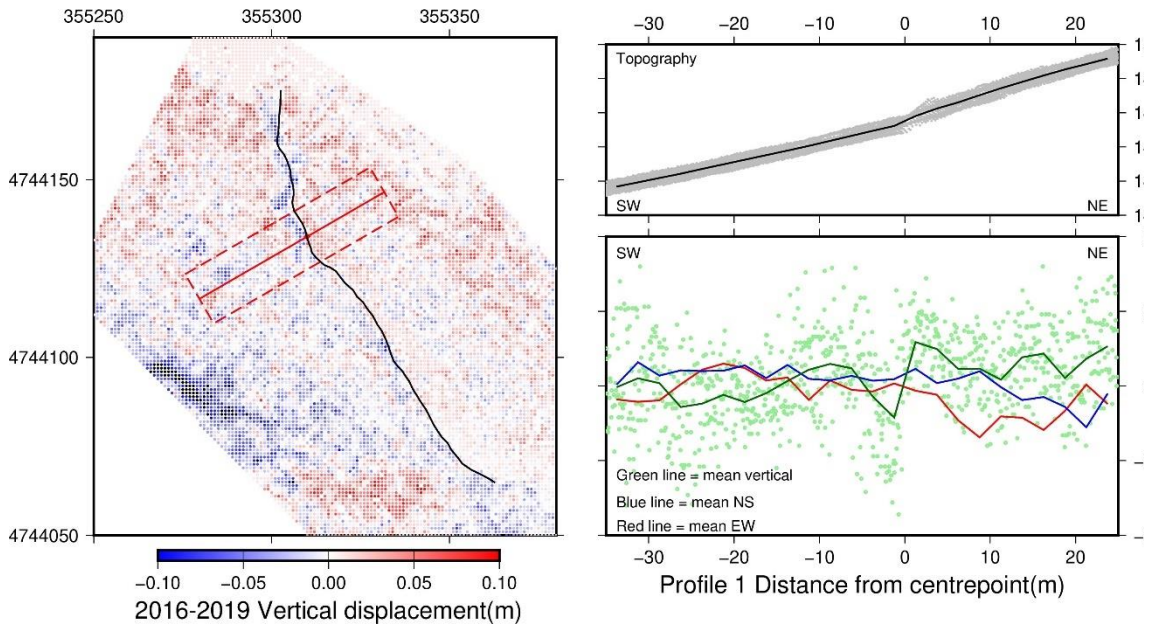 355250 355300 355350
4744150
4744100
4744050
−0.10 −0.05 0.00 0.05 0.10
2016-2019 Vertical displacement(m)
−30 −20 −10 0 10 20
Topography
SW NE
SW NE
Green line = mean vertical
Blue line = mean NS
Red line = mean EW
−30 −20 −10 0 10 20
Profile 1 Distance from centrepoint(m)